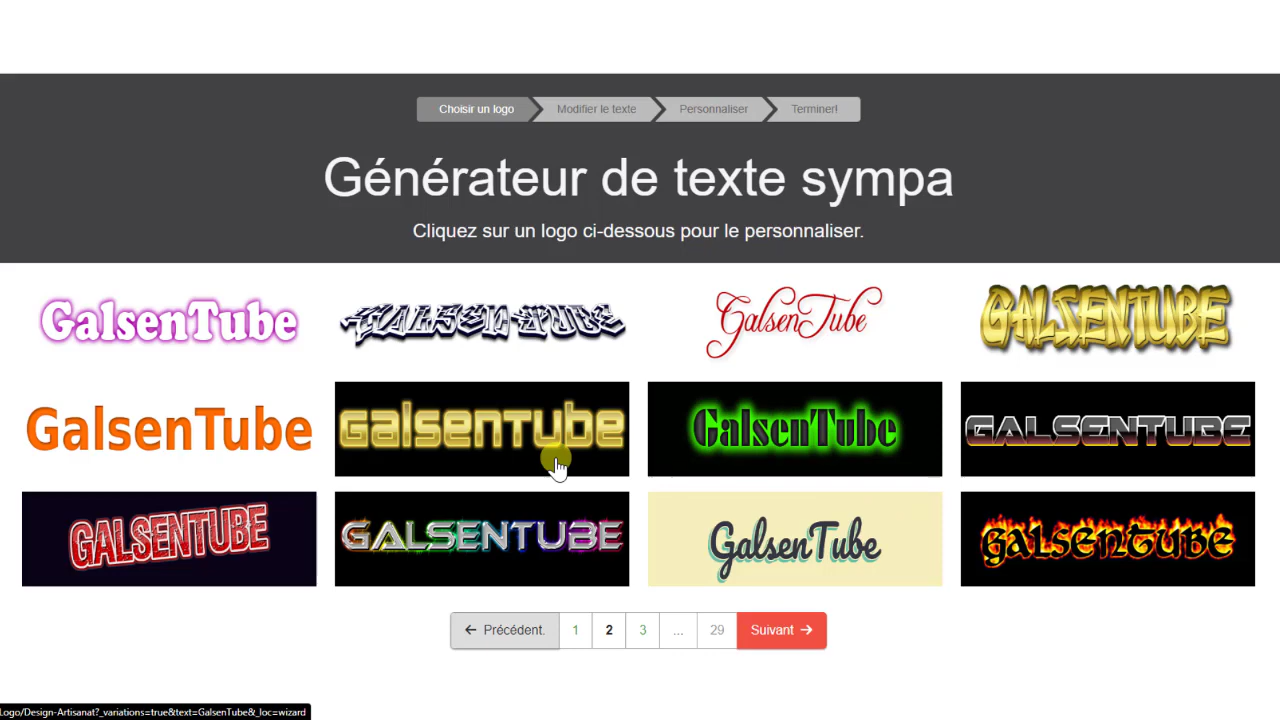 Choisir un logo
Modifier le texte
Personnaliser
Terminer!
Générateur de texte sympa
Cliquez sur un logo ci-dessous pour le personnaliser.
GalsenTube
GALSEN-TUBE
GalsenTube
GALSENTUBE
GalsenTube
galsentube
GalsenTube
GALSENTUBE
GALSENTUBE
GALSENTUBE
GalsenTube
GalsenTube
← Précédent.
1
2
3
...
29
Suivant →
Logo/Design-Artisanat?_variations=true&text=GalsenTube&_loc=wizard